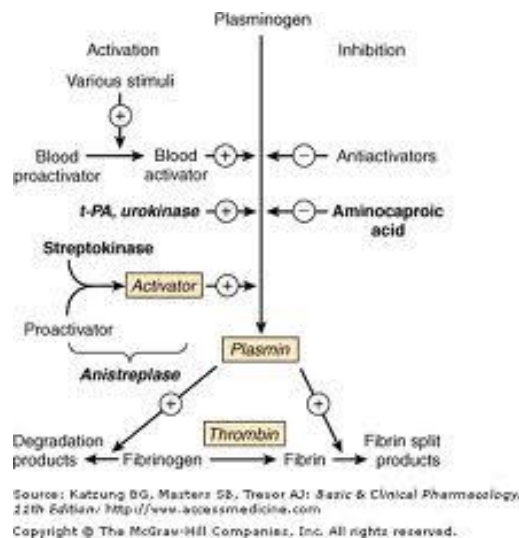 Plasminogen
Activation
Inhibition
Various stimuli
+
Blood
proactivator
Blood
activator
+
−
Antiactivators
t-PA, urokinase
+
−
Aminocaproic
acid
Streptokinase
Activator
+
Proactivator
Anistreplase
Plasmin
+
+
Thrombin
Degradation
products
Fibrinogen
Fibrin
Fibrin split
products
Source: Katzung BG, Masters SB, Trevor AJ: Basic & Clinical Pharmacology,
11th Edition: http://www.accessmedicine.com
Copyright © The McGraw-Hill Companies, Inc. All rights reserved.